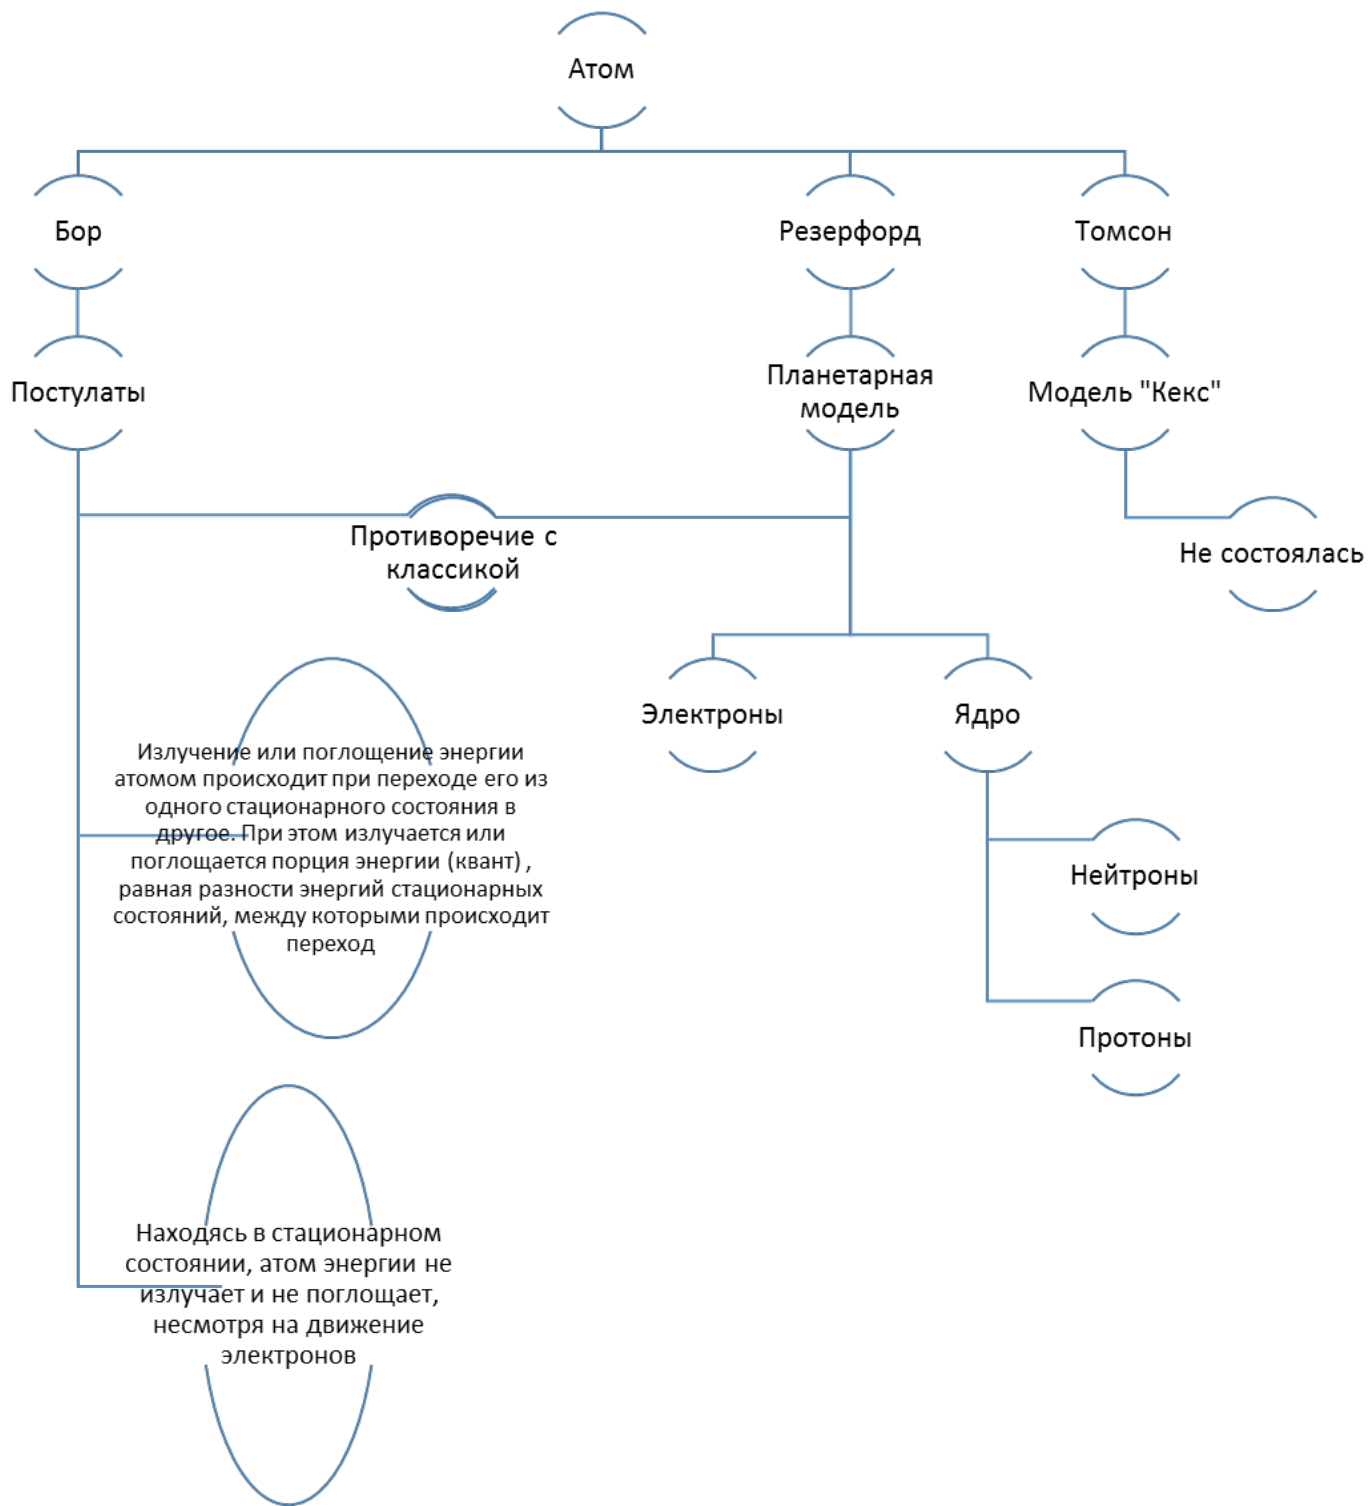 Атом
Бор
Резерфорд
Томсон
Постулаты
Планетарная
модель
Модель "Кекс"
Противоречие с
классикой
Не состоялась
Электроны
Ядро
Излучение или поглощение энергии
атомом происходит при переходе его из
одного стационарного состояния в
другое. При этом излучается или
поглощается порция энергии (квант) ,
равная разности энергий стационарных
состояний, между которыми происходит
переход
Нейтроны
Протоны
Находясь в стационарном
состоянии, атом энергии не
излучает и не поглощает,
несмотря на движение
электронов